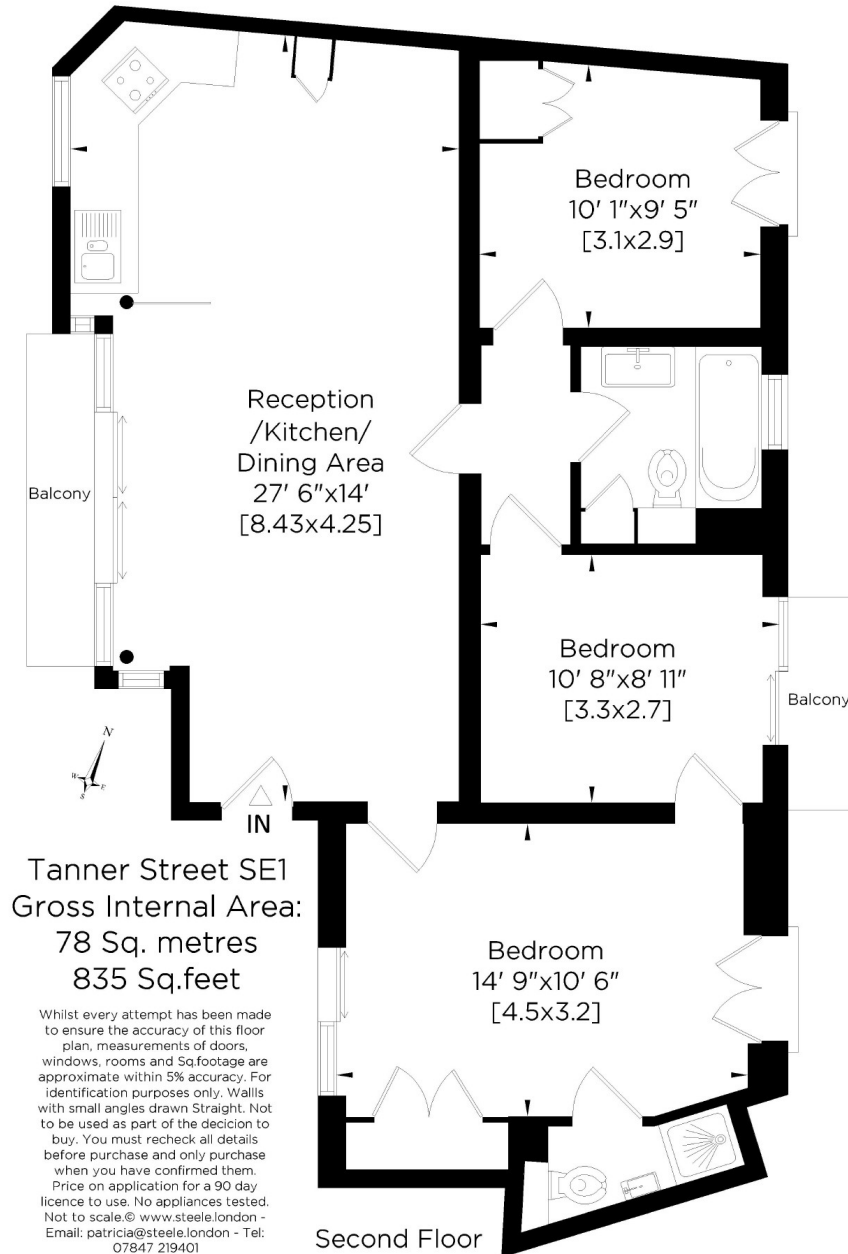 Bedroom
10' 1"x9' 5"
[3.1x2.9]
Reception
/Kitchen/
Dining Area
27' 6"x14'
[8.43x4.25]
Balcony
Bedroom
10' 8"x8' 11"
[3.3x2.7]
Balcony
N
W
E
S
IN
Tanner Street SE1
Gross Internal Area:
78 Sq. metres
835 Sq.feet
Bedroom
14' 9"x10' 6"
[4.5x3.2]
Whilst every attempt has been made
to ensure the accuracy of this floor
plan, measurements of doors,
windows, rooms and Sq.footage are
approximate within 5% accuracy. For
identification purposes only. Wallls
with small angles drawn Straight. Not
to be used as part of the decicion to
buy. You must recheck all details
before purchase and only purchase
when you have confirmed them.
Price on application for a 90 day
licence to use. No appliances tested.
Not to scale.© www.steele.london -
Email: patricia@steele.london - Tel:
07847 219401
Second Floor